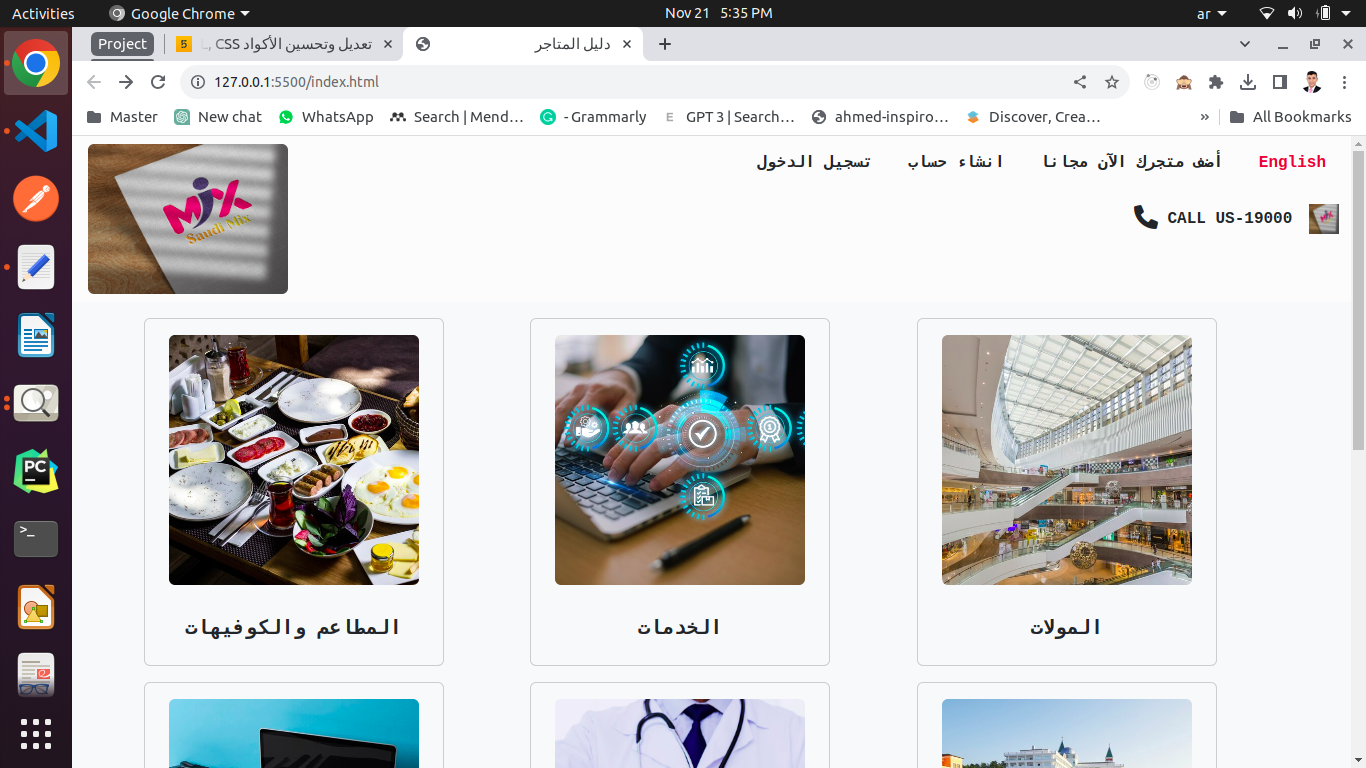 Activities
Google Chrome
Nov 21 5:35 PM
ar
Project
تعديل وتحسين الأكواد CSS
دليل المتاجر
127.0.0.1:5500/index.html
Master
New chat
WhatsApp
Search | Mend…
- Grammarly
GPT 3 | Search…
ahmed-inspiro…
Discover, Crea…
»
All Bookmarks
English
أضف متجرك الآن مجانا
انشاء حساب
تسجيل الدخول
MIX
Saudi Mix
CALL US-19000
المولات
الخدمات
المطاعم والكوفيهات